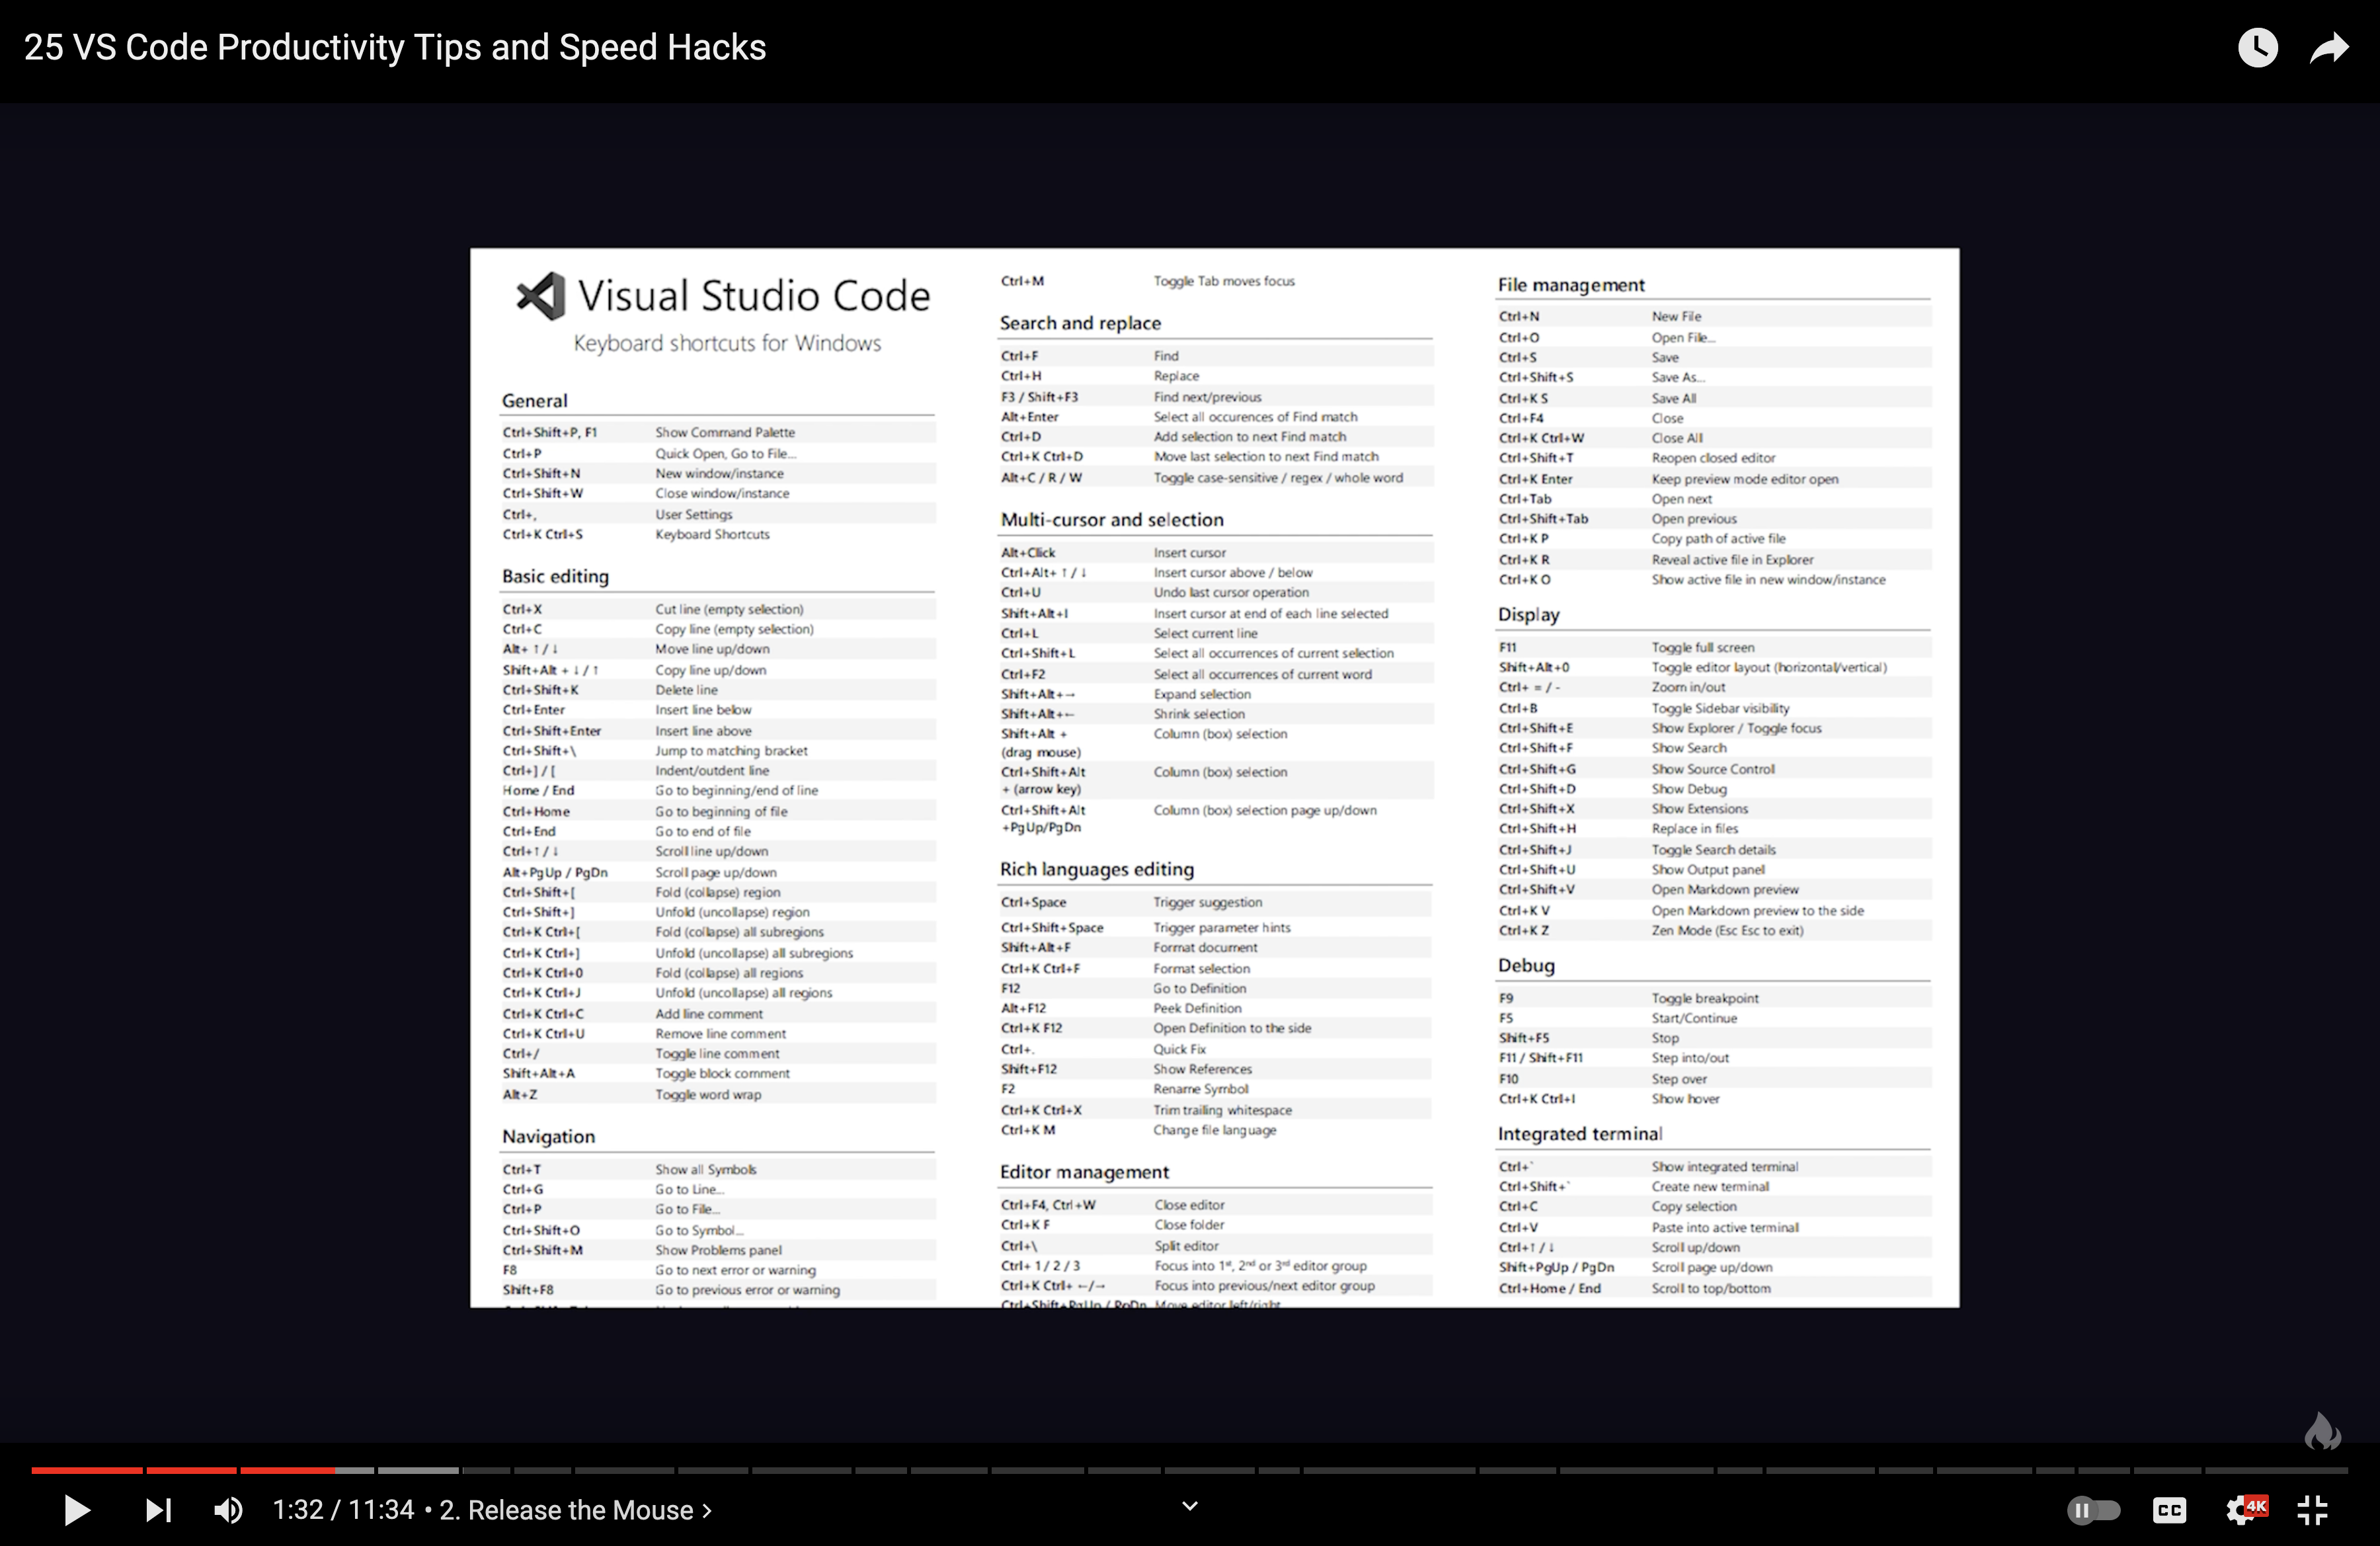 25 VS Code Productivity Tips and Speed Hacks
Visual Studio Code
Keyboard shortcuts for Windows
General
Ctrl+Shift+P, F1 Show Command Palette
Ctrl+P Quick Open, Go to File...
Ctrl+Shift+N New window/instance
Ctrl+Shift+W Close window/instance
Ctrl+, User Settings
Ctrl+K Ctrl+S Keyboard Shortcuts
Basic editing
Ctrl+X Cut line (empty selection)
Ctrl+C Copy line (empty selection)
Alt+ ↑ / ↓ Move line up/down
Shift+Alt + ↓ / ↑ Copy line up/down
Ctrl+Shift+K Delete line
Ctrl+Enter Insert line below
Ctrl+Shift+Enter Insert line above
Ctrl+Shift+\ Jump to matching bracket
Ctrl+] / [ Indent/outdent line
Home / End Go to beginning/end of line
Ctrl+Home Go to beginning of file
Ctrl+End Go to end of file
Ctrl+↑ / ↓ Scroll line up/down
Alt+PgUp / PgDn Scroll page up/down
Ctrl+Shift+[ Fold (collapse) region
Ctrl+Shift+] Unfold (uncollapse) region
Ctrl+K Ctrl+[ Fold (collapse) all subregions
Ctrl+K Ctrl+] Unfold (uncollapse) all subregions
Ctrl+K Ctrl+0 Fold (collapse) all regions
Ctrl+K Ctrl+J Unfold (uncollapse) all regions
Ctrl+K Ctrl+C Add line comment
Ctrl+K Ctrl+U Remove line comment
Ctrl+/ Toggle line comment
Shift+Alt+A Toggle block comment
Alt+Z Toggle word wrap
Navigation
Ctrl+T Show all Symbols
Ctrl+G Go to Line...
Ctrl+P Go to File...
Ctrl+Shift+O Go to Symbol...
Ctrl+Shift+M Show Problems panel
F8 Go to next error or warning
Shift+F8 Go to previous error or warning
Ctrl+M Toggle Tab moves focus
Search and replace
Ctrl+F Find
Ctrl+H Replace
F3 / Shift+F3 Find next/previous
Alt+Enter Select all occurences of Find match
Ctrl+D Add selection to next Find match
Ctrl+K Ctrl+D Move last selection to next Find match
Alt+C / R / W Toggle case-sensitive / regex / whole word
Multi-cursor and selection
Alt+Click Insert cursor
Ctrl+Alt+ ↑ / ↓ Insert cursor above / below
Ctrl+U Undo last cursor operation
Shift+Alt+I Insert cursor at end of each line selected
Ctrl+L Select current line
Ctrl+Shift+L Select all occurrences of current selection
Ctrl+F2 Select all occurrences of current word
Shift+Alt+→ Expand selection
Shift+Alt+← Shrink selection
Shift+Alt + Column (box) selection
(drag mouse)
Ctrl+Shift+Alt Column (box) selection
+ (arrow key)
Ctrl+Shift+Alt Column (box) selection page up/down
+PgUp/PgDn
Rich languages editing
Ctrl+Space Trigger suggestion
Ctrl+Shift+Space Trigger parameter hints
Shift+Alt+F Format document
Ctrl+K Ctrl+F Format selection
F12 Go to Definition
Alt+F12 Peek Definition
Ctrl+K F12 Open Definition to the side
Ctrl+. Quick Fix
Shift+F12 Show References
F2 Rename Symbol
Ctrl+K Ctrl+X Trim trailing whitespace
Ctrl+K M Change file language
Editor management
Ctrl+F4, Ctrl+W Close editor
Ctrl+K F Close folder
Ctrl+\ Split editor
Ctrl+ 1 / 2 / 3 Focus into 1st, 2nd or 3rd editor group
Ctrl+K Ctrl+ ←/→ Focus into previous/next editor group
Ctrl+Shift+PgUp / PgDn Move editor left/right
File management
Ctrl+N New File
Ctrl+O Open File...
Ctrl+S Save
Ctrl+Shift+S Save As...
Ctrl+K S Save All
Ctrl+F4 Close
Ctrl+K Ctrl+W Close All
Ctrl+Shift+T Reopen closed editor
Ctrl+K Enter Keep preview mode editor open
Ctrl+Tab Open next
Ctrl+Shift+Tab Open previous
Ctrl+K P Copy path of active file
Ctrl+K R Reveal active file in Explorer
Ctrl+K O Show active file in new window/instance
Display
F11 Toggle full screen
Shift+Alt+0 Toggle editor layout (horizontal/vertical)
Ctrl+ = / - Zoom in/out
Ctrl+B Toggle Sidebar visibility
Ctrl+Shift+E Show Explorer / Toggle focus
Ctrl+Shift+F Show Search
Ctrl+Shift+G Show Source Control
Ctrl+Shift+D Show Debug
Ctrl+Shift+X Show Extensions
Ctrl+Shift+H Replace in files
Ctrl+Shift+J Toggle Search details
Ctrl+Shift+U Show Output panel
Ctrl+Shift+V Open Markdown preview
Ctrl+K V Open Markdown preview to the side
Ctrl+K Z Zen Mode (Esc Esc to exit)
Debug
F9 Toggle breakpoint
F5 Start/Continue
Shift+F5 Stop
F11 / Shift+F11 Step into/out
F10 Step over
Ctrl+K Ctrl+I Show hover
Integrated terminal
Ctrl+` Show integrated terminal
Ctrl+Shift+` Create new terminal
Ctrl+C Copy selection
Ctrl+V Paste into active terminal
Ctrl+↑ / ↓ Scroll up/down
Shift+PgUp / PgDn Scroll page up/down
Ctrl+Home / End Scroll to top/bottom
1:32 / 11:34 • 2. Release the Mouse ›
CC
4K